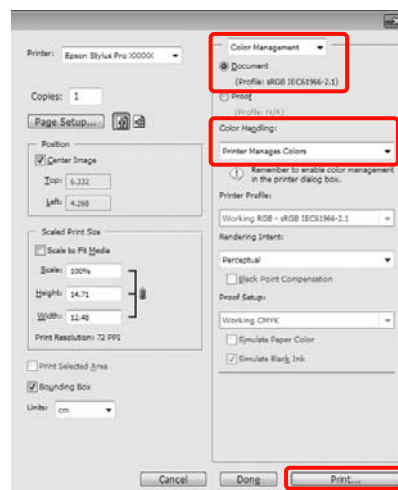 Printer: Epson Stylus Pro XXXXX
Copies: 1
Page Setup...
Position
Center Image
Top: 6.332
Left: 4.268
Scaled Print Size
Scale to Fit Media
Scale: 100%
Height: 14.71
Width: 12.48
Print Resolution: 72 PPI
Print Selected Area
Bounding Box
Units: cm
Color Management
Document
(Profile: sRGB IEC61966-2.1)
Proof
(Profile: N/A)
Color Handling:
Printer Manages Colors
Remember to enable color management
in the printer dialog box.
Printer Profile:
Working RGB - sRGB IEC61966-2.1
Rendering Intent:
Perceptual
Black Point Compensation
Proof Setup:
Working CMYK
Simulate Paper Color
Simulate Black Ink
Cancel
Done
Print...